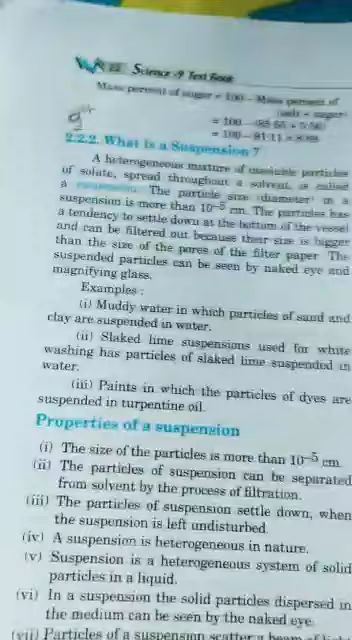 Science -9 Text Book
Mass percent of sugar = 100 – Mass percent of
(salt + sugar)
= 100 –
= 100 – 91.11 =
2.2.2. What is a Suspension ?
A heterogeneous mixture of insoluble particles
of solute, spread throughout a solvent, is called
a suspension. The particle size (diameter) in a
suspension is more than 10–5 cm. The particles has
a tendency to settle down at the bottom of the vessel
and can be filtered out because their size is bigger
than the size of the pores of the filter paper. The
suspended particles can be seen by naked eye and
magnifying glass.
Examples :
(i) Muddy water in which particles of sand and
clay are suspended in water.
(ii) Slaked lime suspensions used for white
washing has particles of slaked lime suspended in
water.
(iii) Paints in which the particles of dyes are
suspended in turpentine oil.
Properties of a suspension
(i) The size of the particles is more than 10–5 cm.
(ii) The particles of suspension can be separated
from solvent by the process of filtration.
(iii) The particles of suspension settle down, when
the suspension is left undisturbed.
(iv) A suspension is heterogeneous in nature.
(v) Suspension is a heterogeneous system of solid
particles in a liquid.
(vi) In a suspension the solid particles dispersed in
the medium can be seen by the naked eye.
(vii) Particles of a suspension scatter a beam of